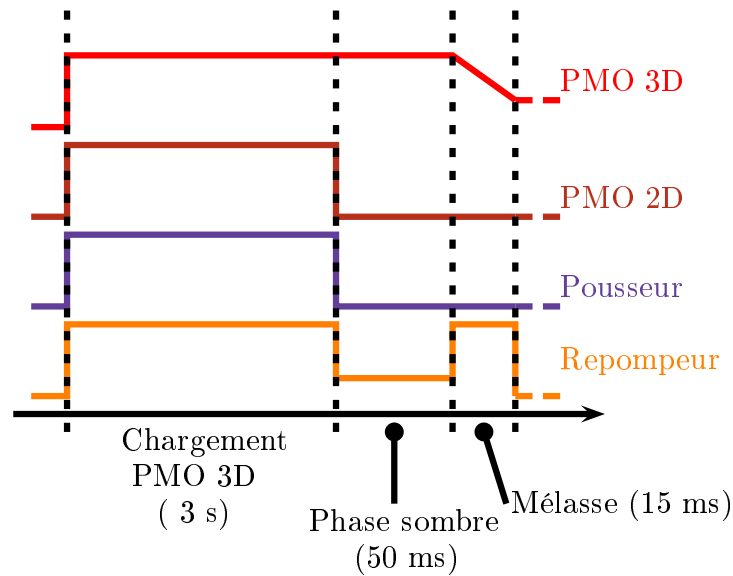 PMO 3D
PMO 2D
Pousseur
Repompeur
Chargement
PMO 3D
( 3 s)
Phase sombre
(50 ms)
Mélasse (15 ms)